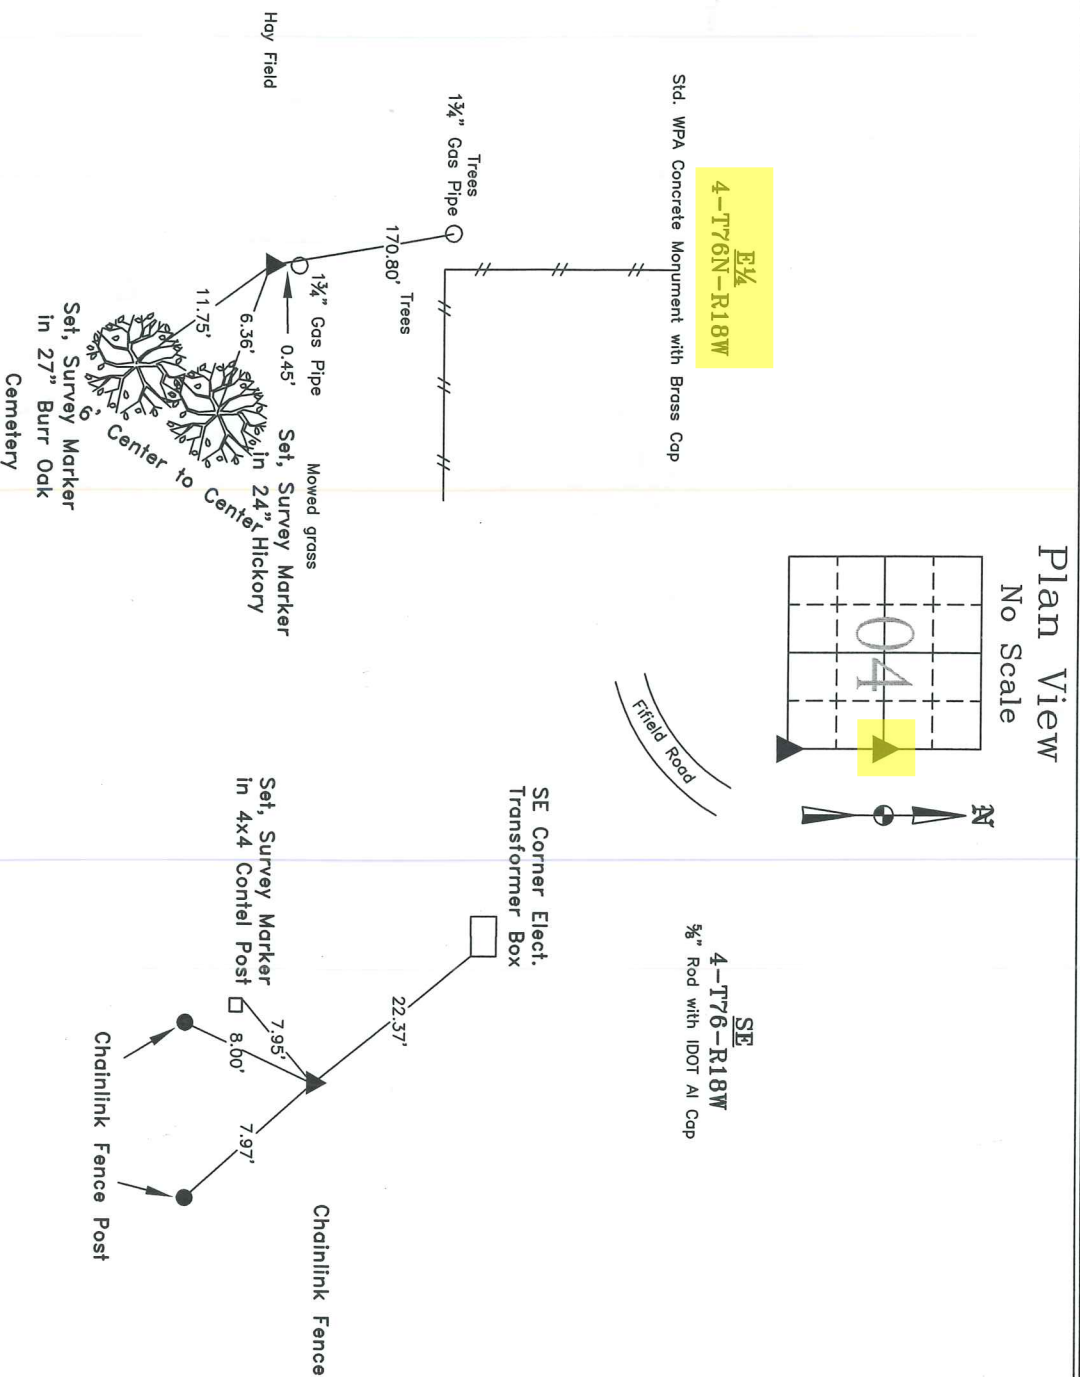 Plan View
No Scale
04
N
E¼
4-T76N-R18W
Std. WPA Concrete Monument with Brass Cap
Trees
1¾" Gas Pipe
170.80'
Trees
1¾" Gas Pipe
0.45'
Hay Field
11.75'
6.36'
Mowed grass
Set, Survey Marker
in 24" Hickory
6' Center to Center
Set, Survey Marker
in 27" Burr Oak
Cemetery
Fifield Road
SE
4-T76-R18W
⅝" Rod with IDOT Al Cap
SE Corner Elect.
Transformer Box
22.37'
Set, Survey Marker
in 4x4 Contel Post
7.95'
8.00'
7.97'
Chainlink Fence
Chainlink Fence Post